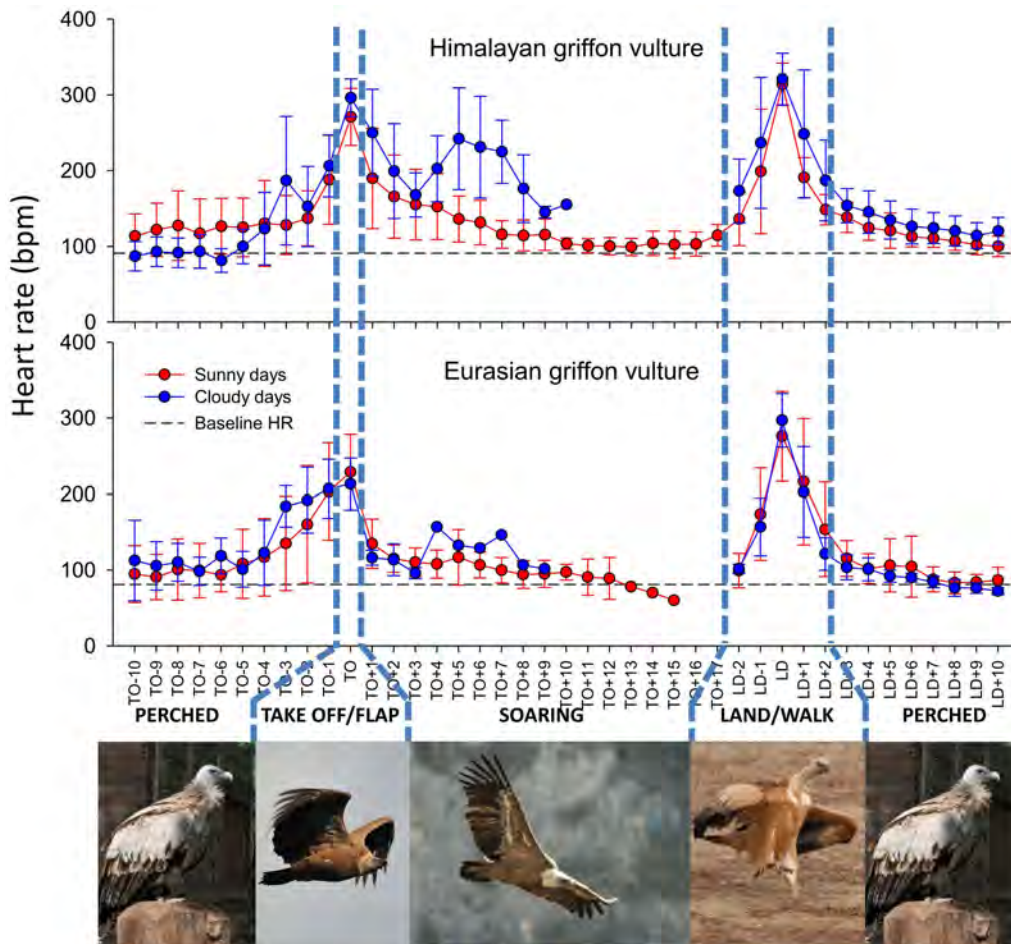 400
Himalayan griffon vulture
300
200
100
0
Heart rate (bpm)
400
Eurasian griffon vulture
Sunny days
Cloudy days
Baseline HR
300
200
100
0
TO-10
TO-9
TO-8
TO-7
TO-6
TO-5
TO-4
TO-3
TO-2
TO-1
TO
TO+1
TO+2
TO+3
TO+4
TO+5
TO+6
TO+7
TO+8
TO+9
TO+10
TO+11
TO+12
TO+13
TO+14
TO+15
TO+16
TO+17
LD-2
LD-1
LD
LD+1
LD+2
LD+3
LD+4
LD+5
LD+6
LD+7
LD+8
LD+9
LD+10
PERCHED TAKE OFF/FLAP SOARING LAND/WALK PERCHED